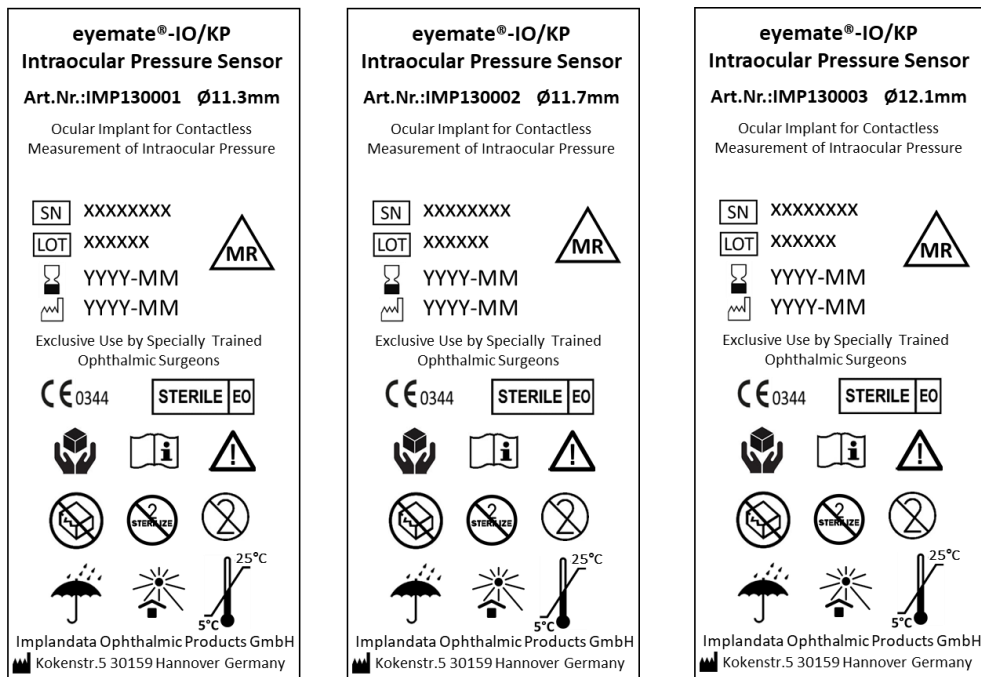 eyemate®-IO/KP
Intraocular Pressure Sensor
Art.Nr.:IMP130001 Ø11.3mm
Ocular Implant for Contactless
Measurement of Intraocular Pressure
SN XXXXXXXX
LOT XXXXXX
MR
YYYY-MM
YYYY-MM
Exclusive Use by Specially Trained
Ophthalmic Surgeons
CE 0344 STERILE EO
i !
2 STERILIZE 2
25°C
5°C
Implandata Ophthalmic Products GmbH
Kokenstr.5 30159 Hannover Germany
eyemate®-IO/KP
Intraocular Pressure Sensor
Art.Nr.:IMP130002 Ø11.7mm
Ocular Implant for Contactless
Measurement of Intraocular Pressure
SN XXXXXXXX
LOT XXXXXX
MR
YYYY-MM
YYYY-MM
Exclusive Use by Specially Trained
Ophthalmic Surgeons
CE 0344 STERILE EO
i !
2 STERILIZE 2
25°C
5°C
Implandata Ophthalmic Products GmbH
Kokenstr.5 30159 Hannover Germany
eyemate®-IO/KP
Intraocular Pressure Sensor
Art.Nr.:IMP130003 Ø12.1mm
Ocular Implant for Contactless
Measurement of Intraocular Pressure
SN XXXXXXXX
LOT XXXXXX
MR
YYYY-MM
YYYY-MM
Exclusive Use by Specially Trained
Ophthalmic Surgeons
CE 0344 STERILE EO
i !
2 STERILIZE 2
25°C
5°C
Implandata Ophthalmic Products GmbH
Kokenstr.5 30159 Hannover Germany